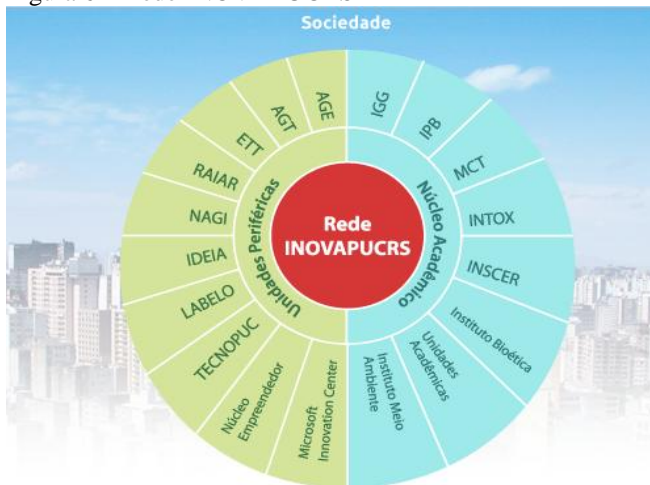 Sociedade
AGE
AGT
ETT
RAIAR
NAGI
IDEIA
LABELO
TECNOPUC
Núcleo
Empreendedor
Microsoft
Innovation Center
Unidades Periféricas
Rede
INOVAPUCRS
Núcleo Acadêmico
IGG
IPB
MCT
INTOX
INSCER
Instituto Bioética
Unidades
Acadêmicas
Instituto Meio
Ambiente